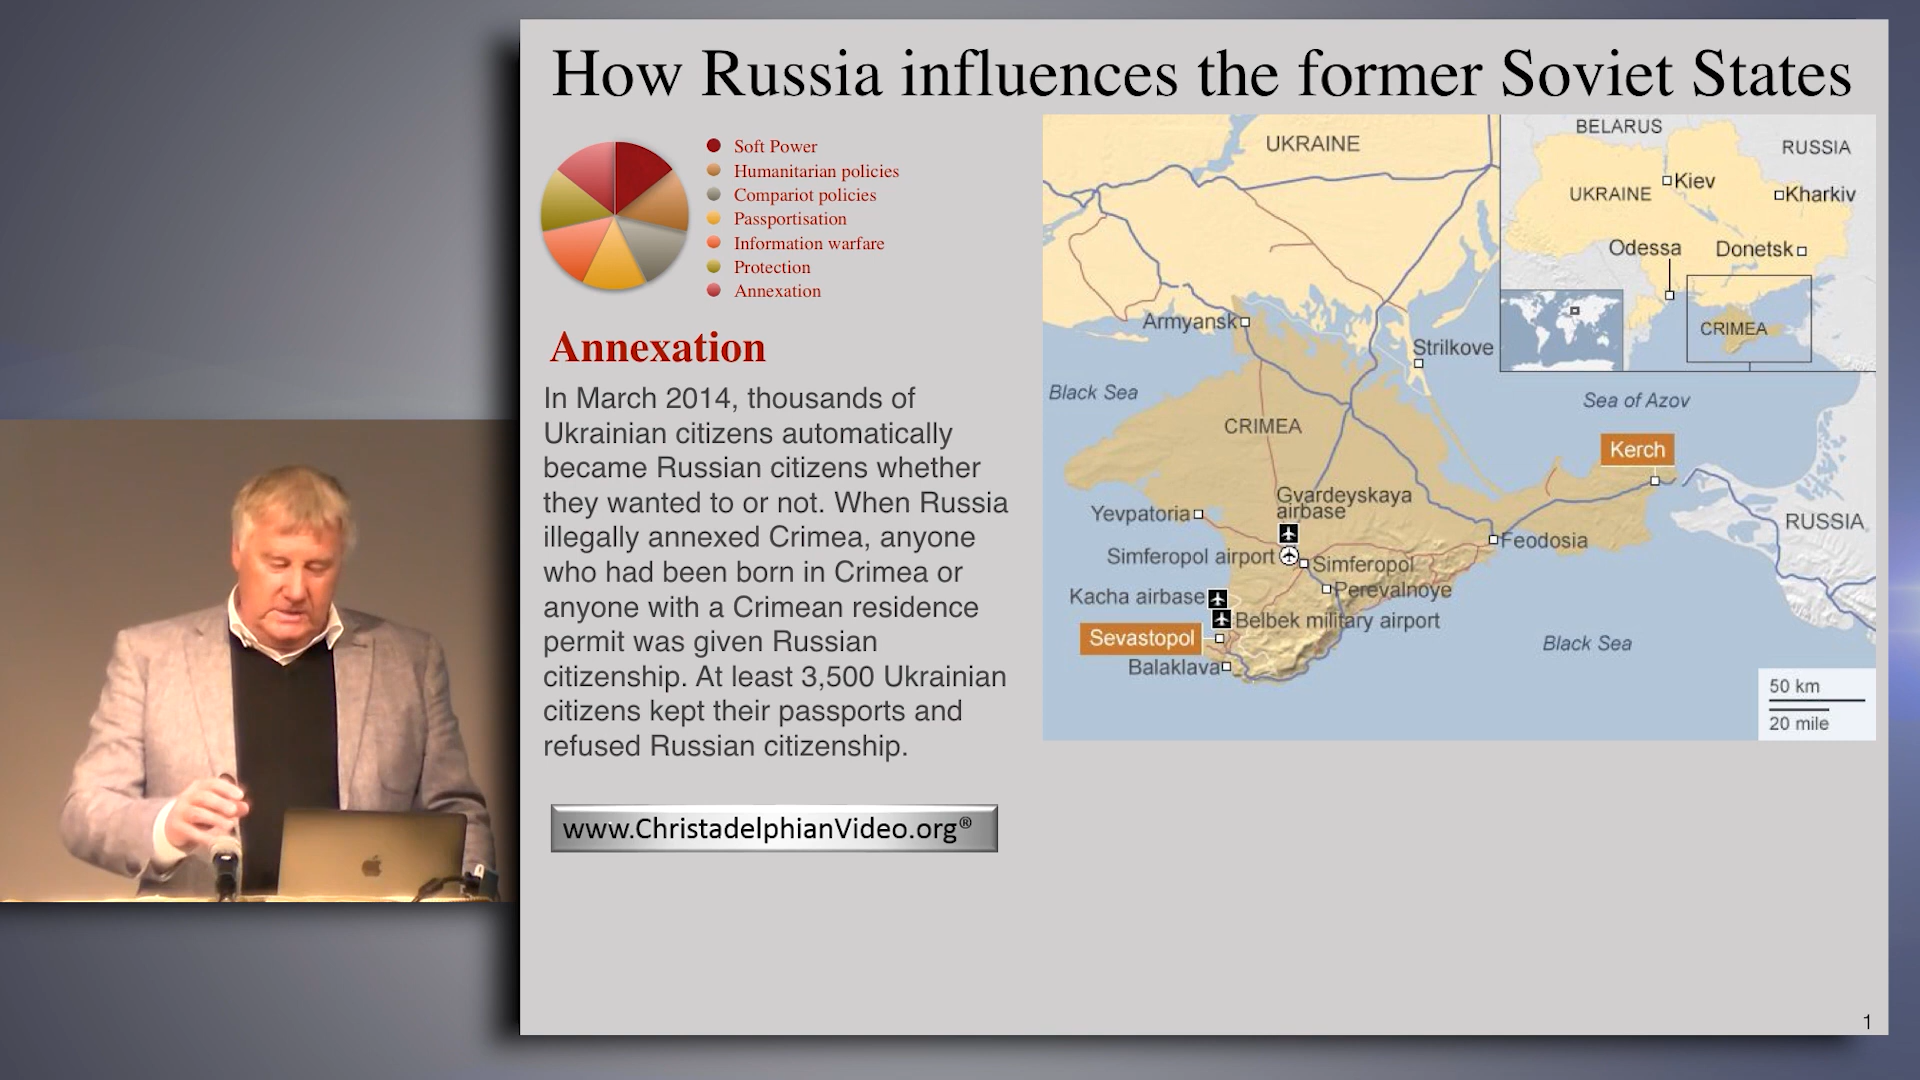 How Russia influences the former Soviet States
Soft Power
Humanitarian policies
Compariot policies
Passportisation
Information warfare
Protection
Annexation
Annexation
In March 2014, thousands of
Ukrainian citizens automatically
became Russian citizens whether
they wanted to or not. When Russia
illegally annexed Crimea, anyone
who had been born in Crimea or
anyone with a Crimean residence
permit was given Russian
citizenship. At least 3,500 Ukrainian
citizens kept their passports and
refused Russian citizenship.
www.ChristadelphianVideo.org®
UKRAINE
BELARUS
RUSSIA
Kiev
UKRAINE
Kharkiv
Odessa
Donetsk
CRIMEA
Armyansk
Strilkove
Black Sea
Sea of Azov
CRIMEA
Kerch
Gvardeyskaya
airbase
Yevpatoria
RUSSIA
Feodosia
Simferopol airport
Simferopol
Perevalnoye
Kacha airbase
Belbek military airport
Sevastopol
Black Sea
Balaklava
50 km
20 mile
1